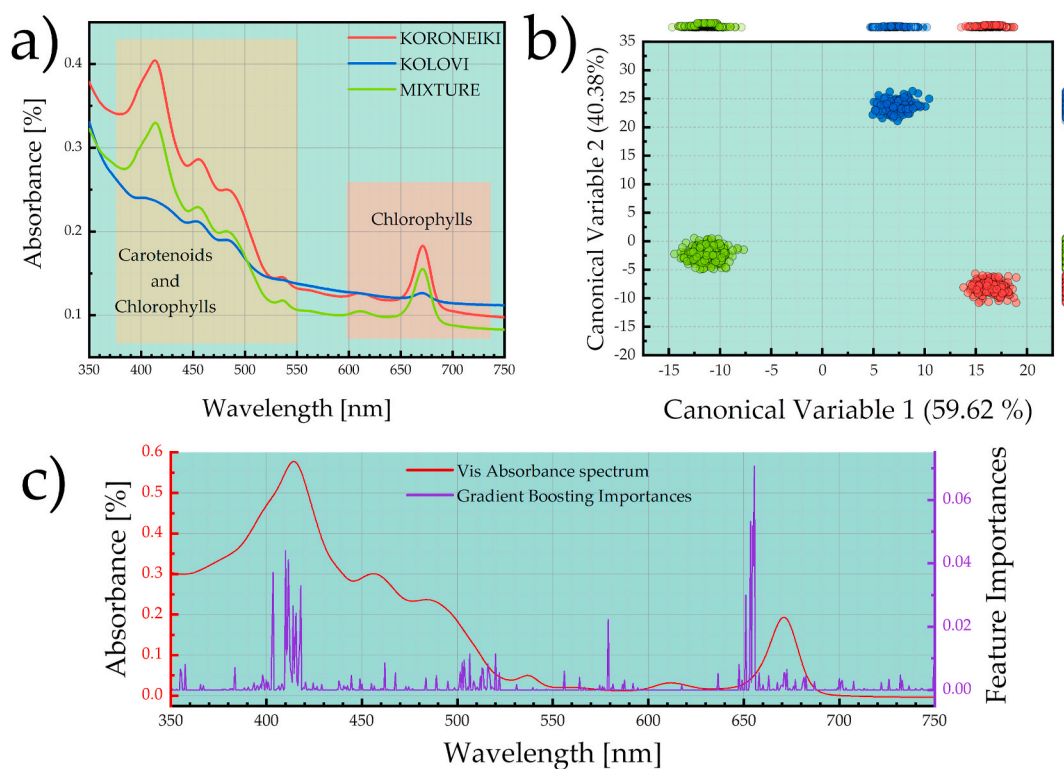 a)
KORONEIKI
KOLOVI
MIXTURE
0.4
0.3
0.2
0.1
Absorbance [%]
Carotenoids
and
Chlorophylls
Chlorophylls
350 400 450 500 550 600 650 700 750
Wavelength [nm]
b)
35
30
25
20
15
10
5
0
-5
-10
-15
-20
Canonical Variable 2 (40.38%)
-15 -10 -5 0 5 10 15 20
Canonical Variable 1 (59.62 %)
c)
Vis Absorbance spectrum
Gradient Boosting Importances
0.6
0.5
0.4
0.3
0.2
0.1
0.0
Absorbance [%]
0.06
0.04
0.02
0.00
Feature Importances
350 400 450 500 550 600 650 700 750
Wavelength [nm]